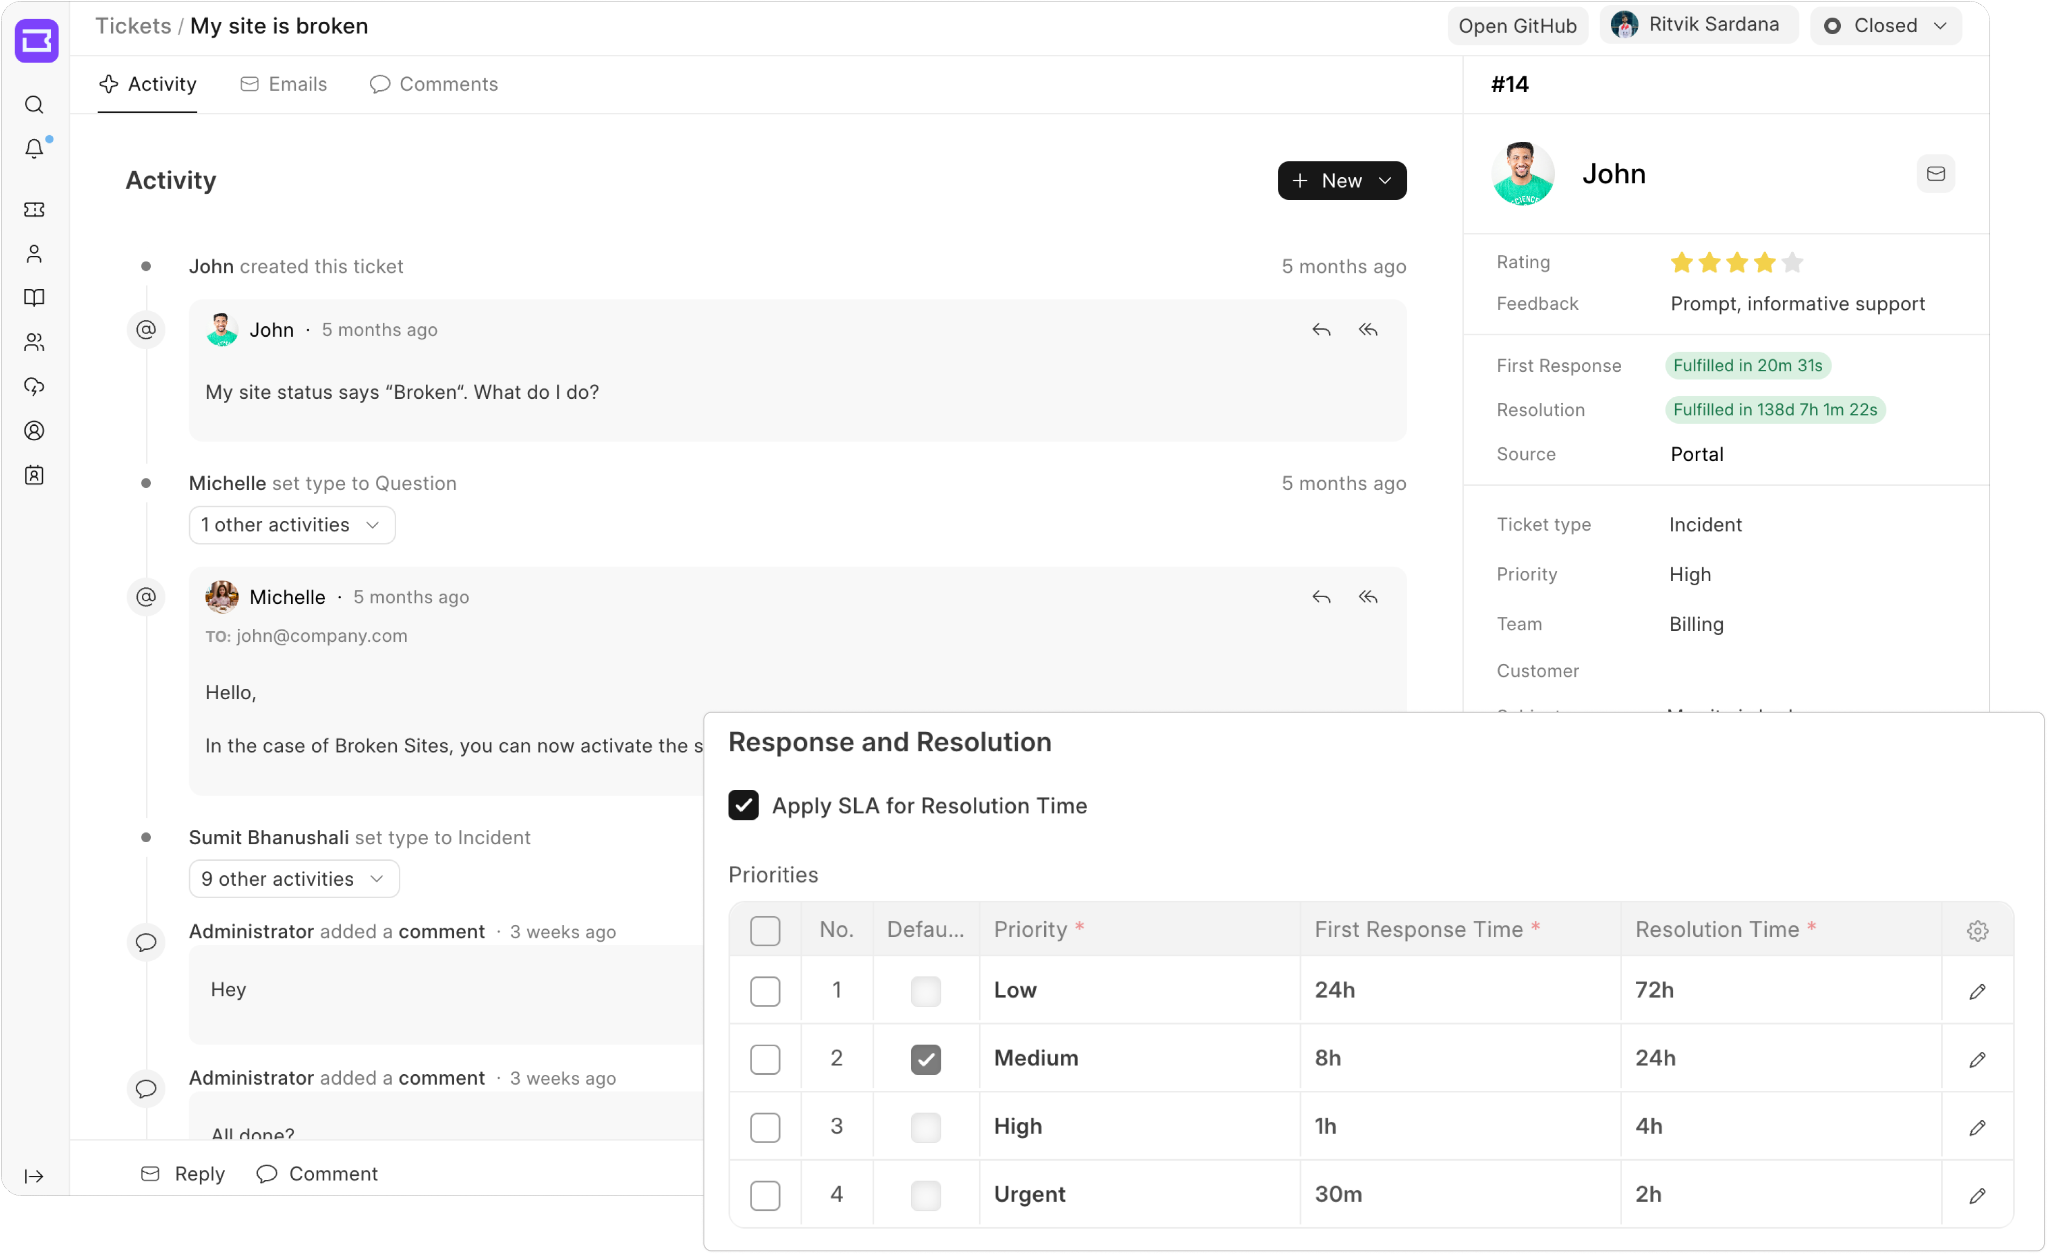 Tickets / My site is broken
Open GitHub
Ritvik Sardana
Closed
Activity
Emails
Comments
#14
Activity
+ New
John
John created this ticket
5 months ago
John · 5 months ago
My site status says “Broken“. What do I do?
Michelle set type to Question
5 months ago
1 other activities
Michelle · 5 months ago
TO: john@company.com
Hello,
In the case of Broken Sites, you can now activate the s
Sumit Bhanushali set type to Incident
9 other activities
Administrator added a comment · 3 weeks ago
Hey
Administrator added a comment · 3 weeks ago
All done?
Reply
Comment
Rating
Feedback Prompt, informative support
First Response Fulfilled in 20m 31s
Resolution Fulfilled in 138d 7h 1m 22s
Source Portal
Ticket type Incident
Priority High
Team Billing
Customer
Response and Resolution
Apply SLA for Resolution Time
Priorities
No. Defau... Priority * First Response Time * Resolution Time *
1 Low 24h 72h
2 Medium 8h 24h
3 High 1h 4h
4 Urgent 30m 2h